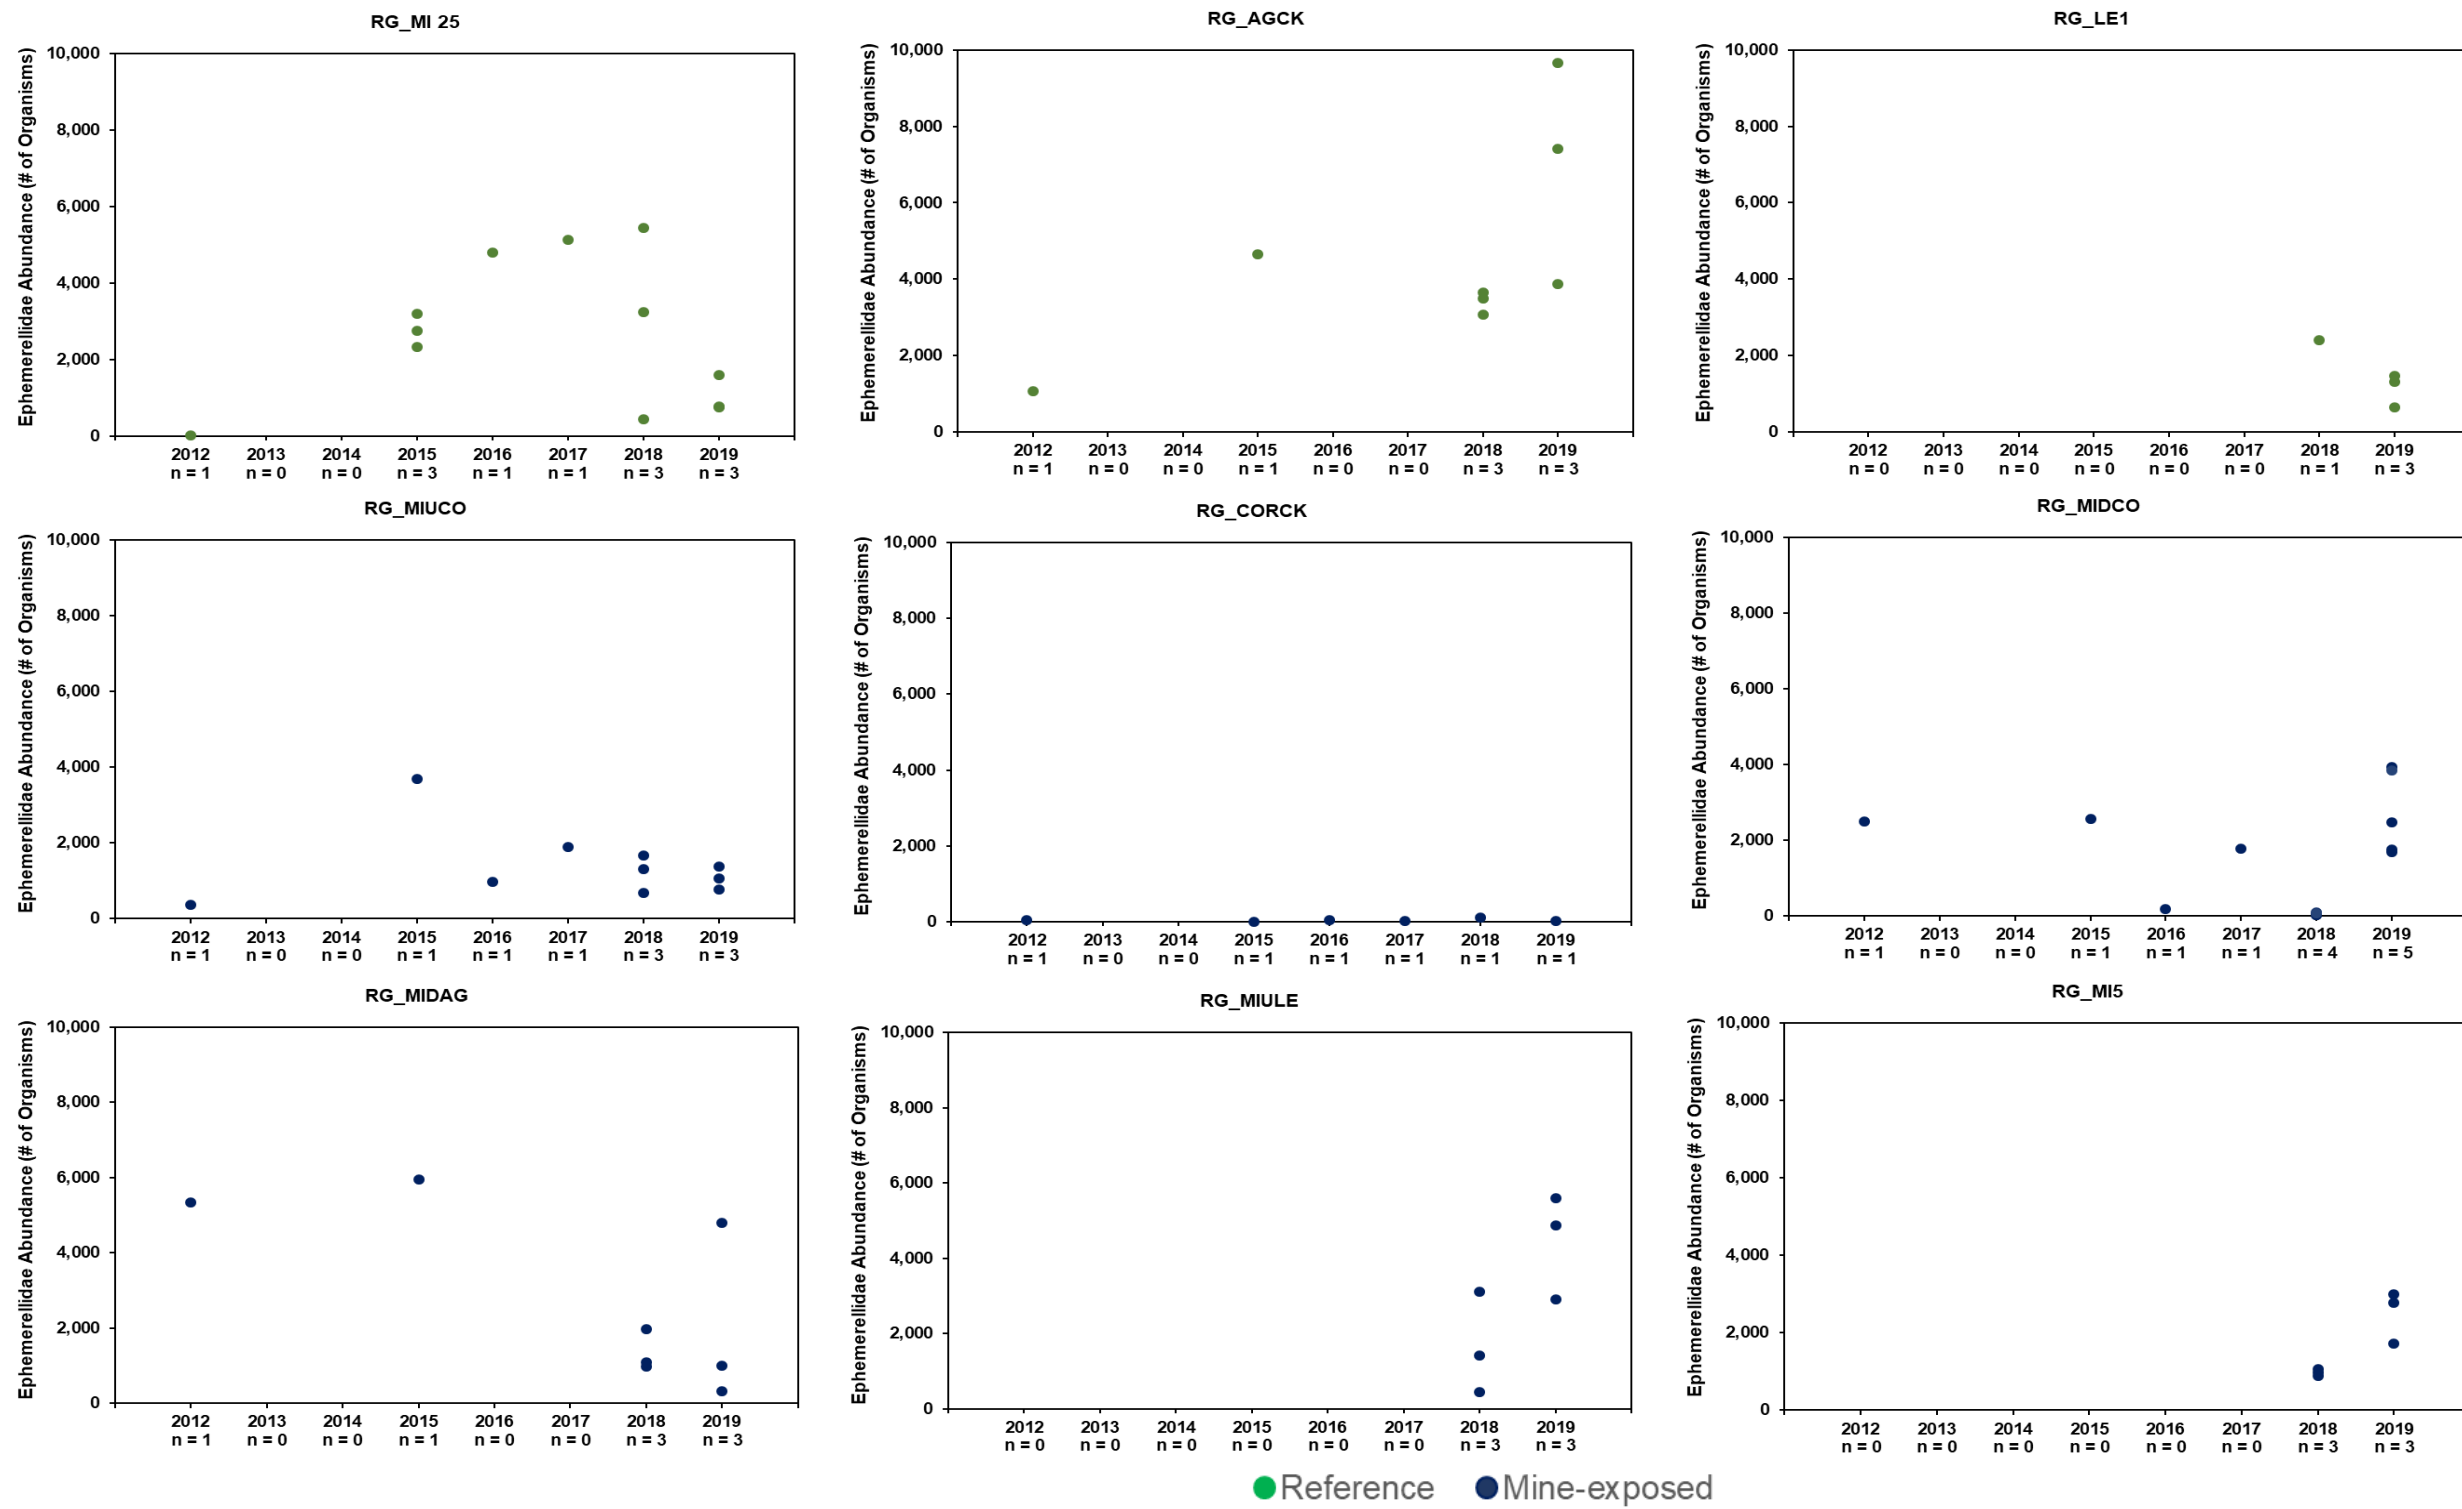 RG_MI 25
Ephemerellidae Abundance (# of Organisms)
10,000
8,000
6,000
4,000
2,000
0
2012 2013 2014 2015 2016 2017 2018 2019
n = 1 n = 0 n = 0 n = 3 n = 1 n = 1 n = 3 n = 3
RG_AGCK
Ephemerellidae Abundance (# of Organisms)
10,000
8,000
6,000
4,000
2,000
0
2012 2013 2014 2015 2016 2017 2018 2019
n = 1 n = 0 n = 0 n = 1 n = 0 n = 0 n = 3 n = 3
RG_LE1
Ephemerellidae Abundance (# of Organisms)
10,000
8,000
6,000
4,000
2,000
0
2012 2013 2014 2015 2016 2017 2018 2019
n = 0 n = 0 n = 0 n = 0 n = 0 n = 0 n = 1 n = 3
RG_MIUCO
Ephemerellidae Abundance (# of Organisms)
10,000
8,000
6,000
4,000
2,000
0
2012 2013 2014 2015 2016 2017 2018 2019
n = 1 n = 0 n = 0 n = 1 n = 1 n = 1 n = 3 n = 3
RG_CORCK
Ephemerellidae Abundance (# of Organisms)
10,000
8,000
6,000
4,000
2,000
0
2012 2013 2014 2015 2016 2017 2018 2019
n = 1 n = 0 n = 0 n = 1 n = 1 n = 1 n = 1 n = 1
RG_MIDCO
Ephemerellidae Abundance (# of Organisms)
10,000
8,000
6,000
4,000
2,000
0
2012 2013 2014 2015 2016 2017 2018 2019
n = 1 n = 0 n = 0 n = 1 n = 1 n = 1 n = 4 n = 5
RG_MIDAG
Ephemerellidae Abundance (# of Organisms)
10,000
8,000
6,000
4,000
2,000
0
2012 2013 2014 2015 2016 2017 2018 2019
n = 1 n = 0 n = 0 n = 1 n = 0 n = 0 n = 3 n = 3
RG_MIULE
Ephemerellidae Abundance (# of Organisms)
10,000
8,000
6,000
4,000
2,000
0
2012 2013 2014 2015 2016 2017 2018 2019
n = 0 n = 0 n = 0 n = 0 n = 0 n = 0 n = 3 n = 3
RG_MI5
Ephemerellidae Abundance (# of Organisms)
10,000
8,000
6,000
4,000
2,000
0
2012 2013 2014 2015 2016 2017 2018 2019
n = 0 n = 0 n = 0 n = 0 n = 0 n = 0 n = 3 n = 3
Reference Mine-exposed